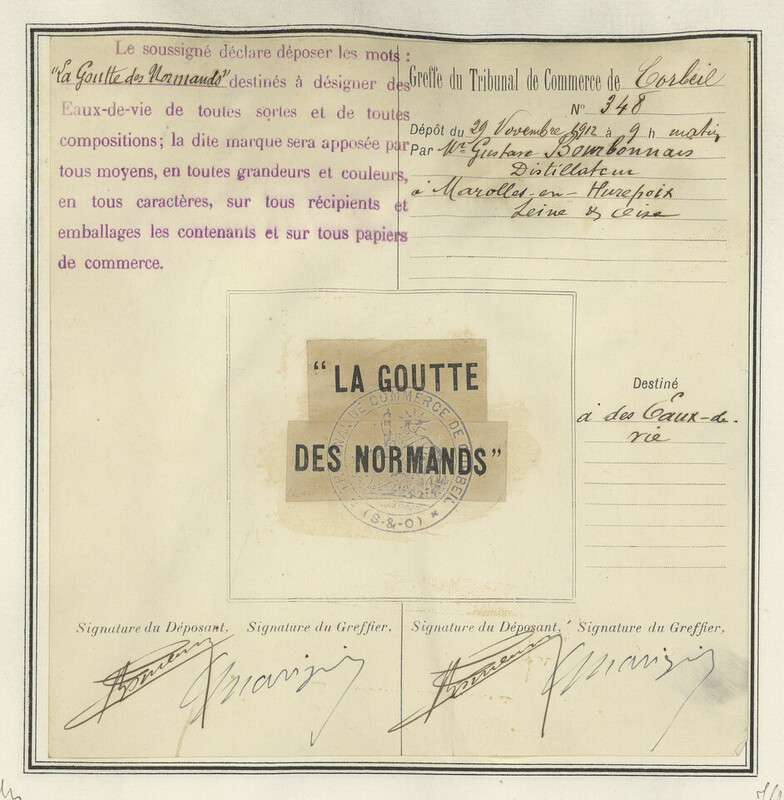 Le soussigné déclare déposer les mots :
"La Goutte des Normands" destinés à désigner des
Eaux-de-vie de toutes sortes et de toutes
compositions; la dite marque sera apposée par
tous moyens, en toutes grandeurs et couleurs,
en tous caractères, sur tous récipients et
emballages les contenants et sur tous papiers
de commerce.
Greffe du Tribunal de Commerce de Corbeil
N° 348
Dépôt du 29 Novembre 1912 à 9 h matin
Par Mr Gustave Bourbonnais
Distillateur
à Marolles-en-Hurepoix
Seine & Oise
"LA GOUTTE
DES NORMANDS"
TRIBUNAL DE COMMERCE DE CORBEIL
(S-&-O)
Destiné
à des Eaux-de-
vie
Signature du Déposant. Signature du Greffier.
Signature du Déposant. Signature du Greffier.